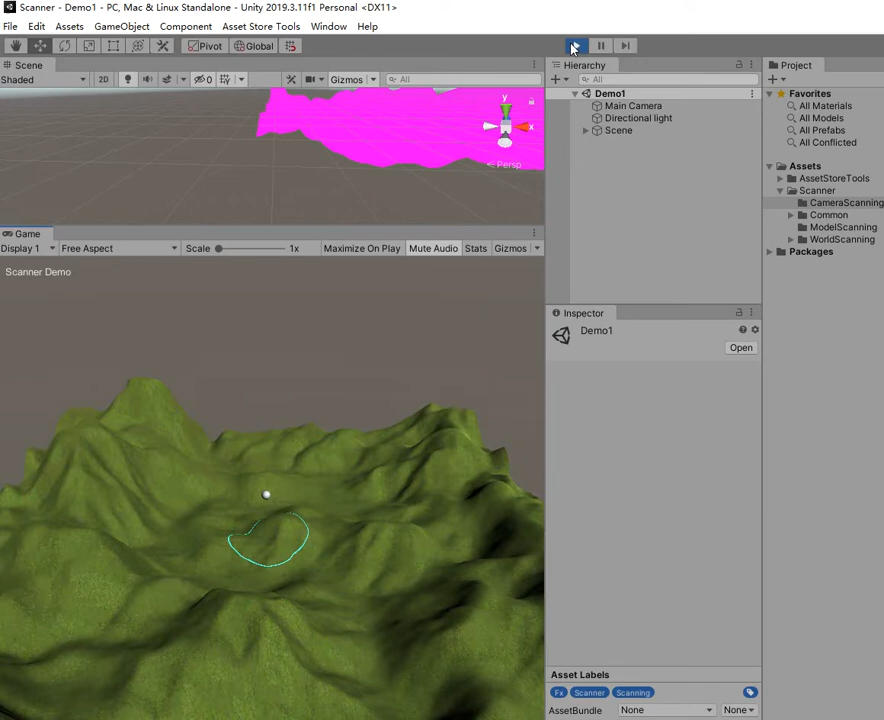 Scanner - Demo1 - PC, Mac & Linux Standalone - Unity 2019.3.11f1 Personal <DX11>
File Edit Assets GameObject Component Asset Store Tools Window Help
Pivot Global
Scene
Shaded 2D 0 Gizmos All
y
x
Persp
Game
Display 1 Free Aspect Scale 1x Maximize On Play Mute Audio Stats Gizmos
Scanner Demo
Hierarchy
All
Demo1
Main Camera
Directional light
Scene
Inspector
Demo1
Open
Asset Labels
Fx Scanner Scanning
AssetBundle None None
Project
Favorites
All Materials
All Models
All Prefabs
All Conflicted
Assets
AssetStoreTools
Scanner
CameraScanning
Common
ModelScanning
WorldScanning
Packages